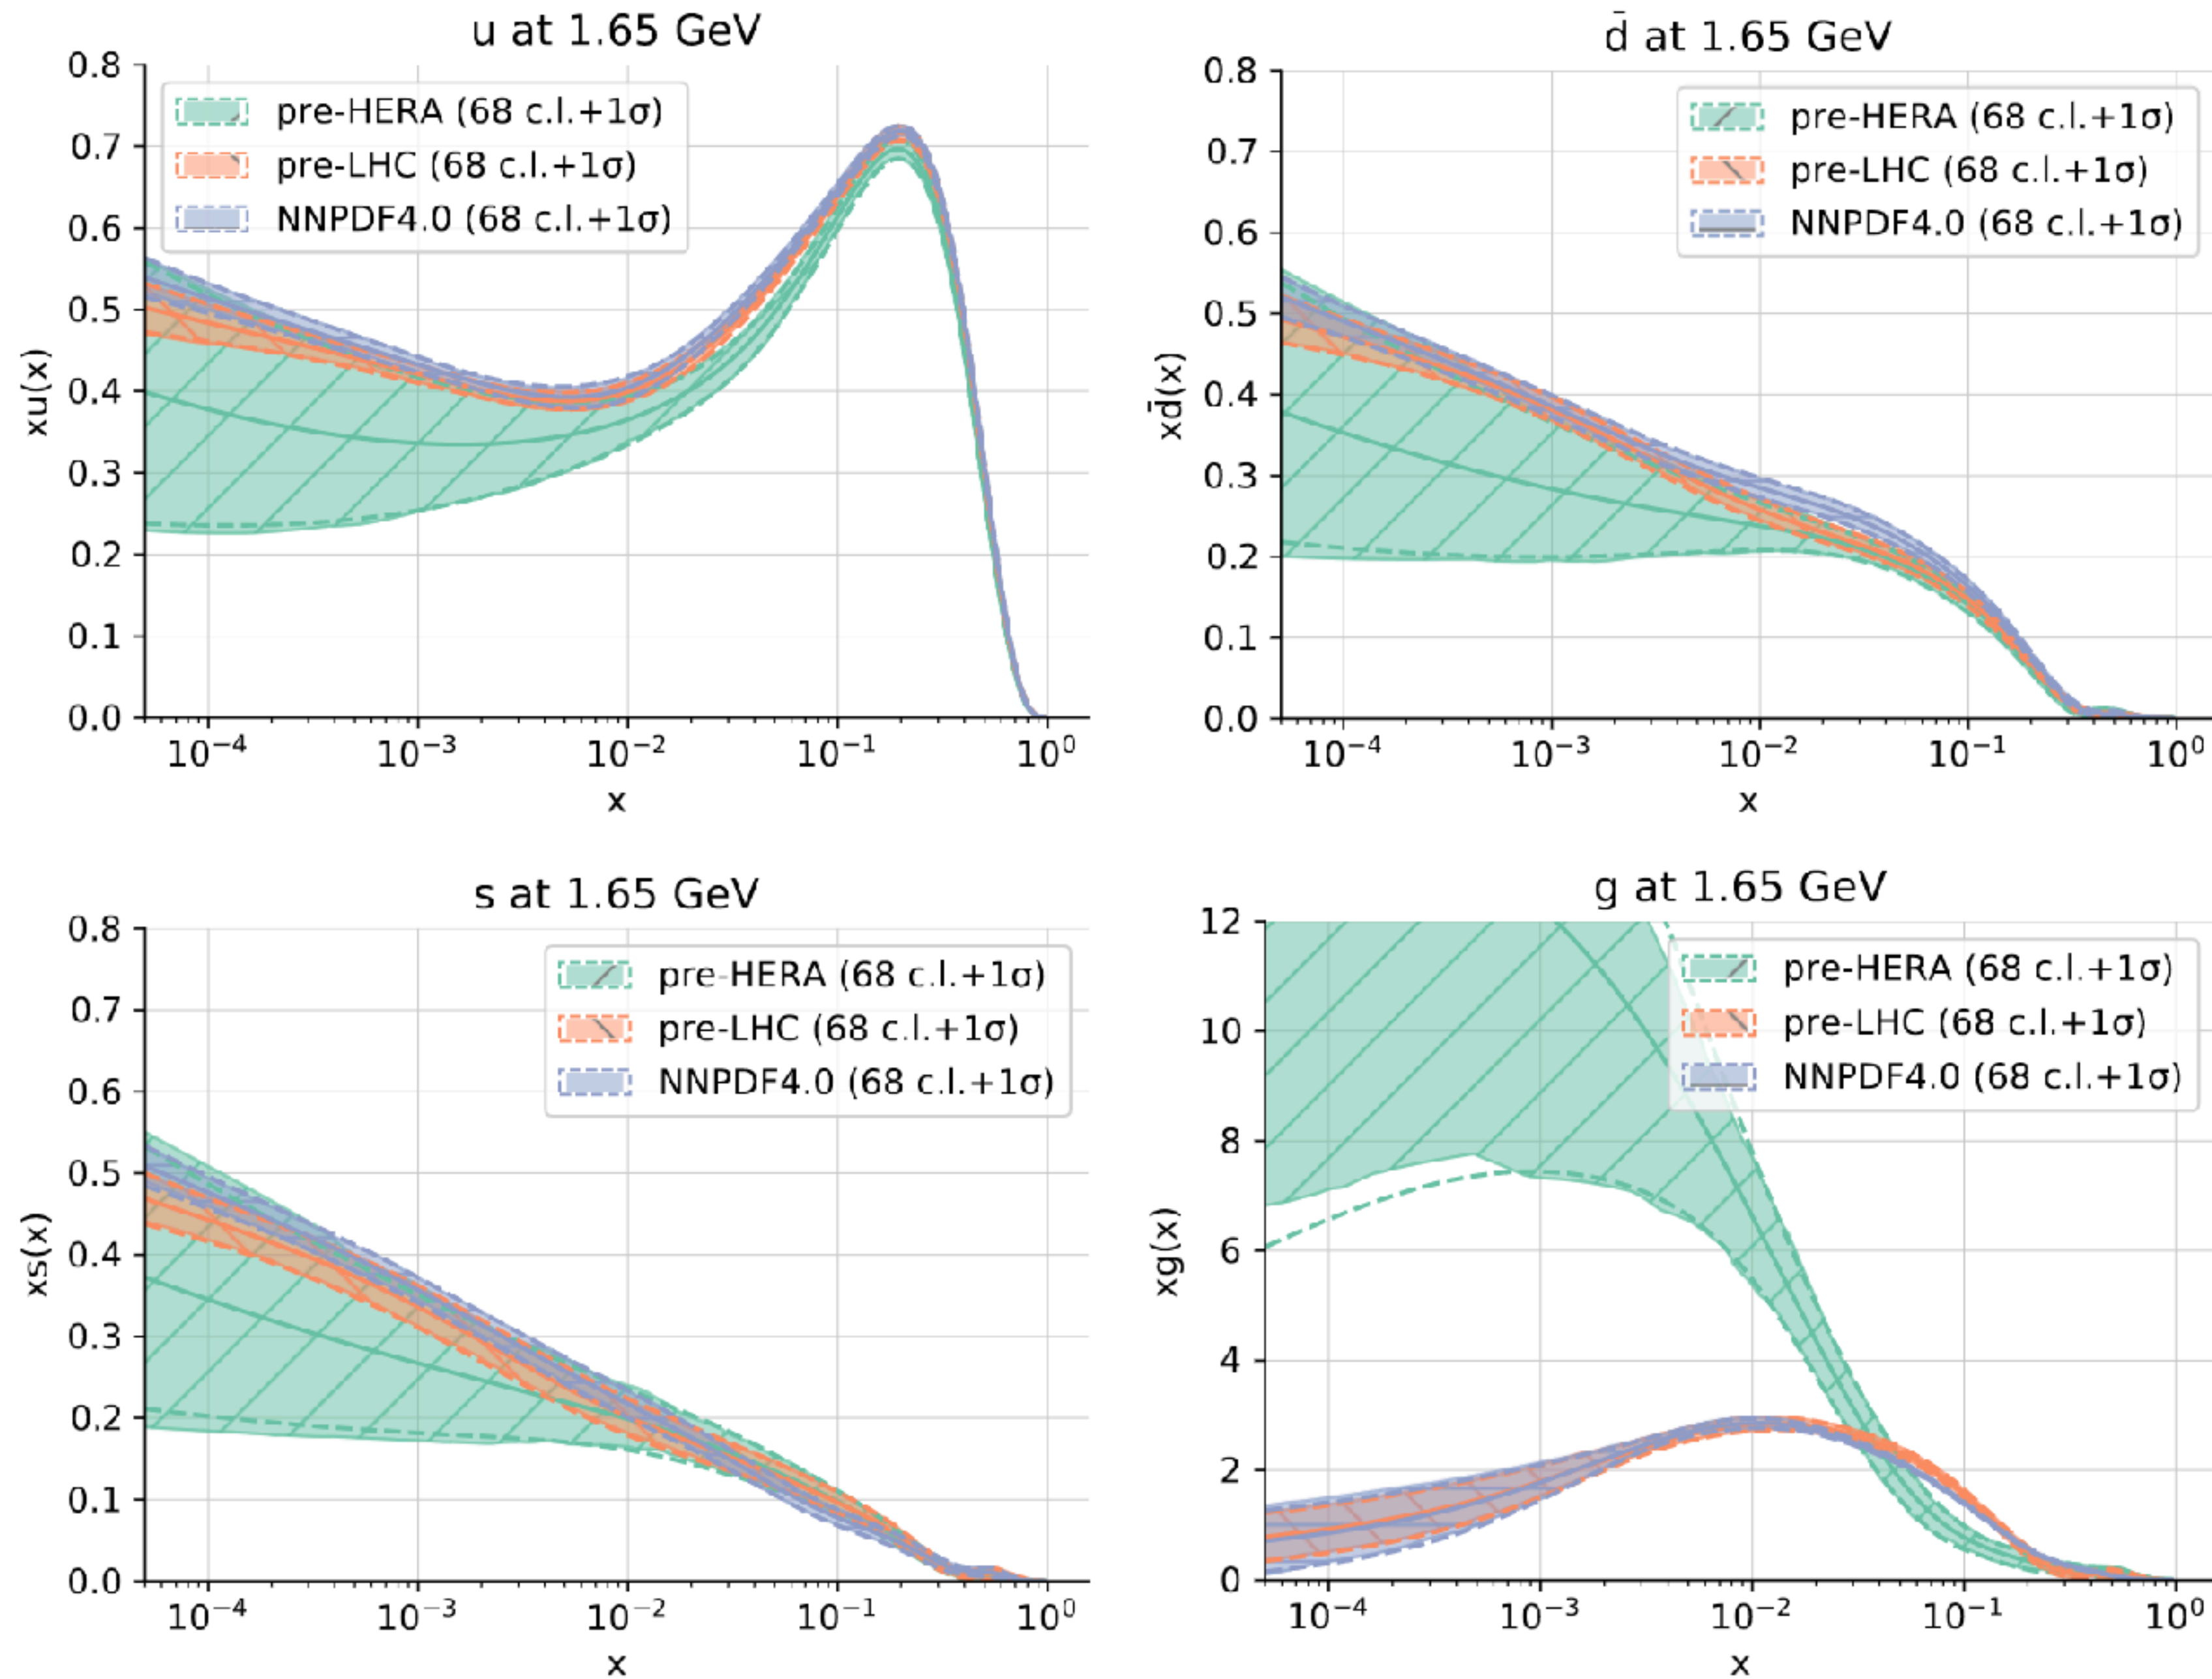 u at 1.65 GeV
0.8
0.7
0.6
0.5
0.4
0.3
0.2
0.1
0.0
xu(x)
pre-HERA (68 c.l.+1σ)
pre-LHC (68 c.l.+1σ)
NNPDF4.0 (68 c.l.+1σ)
10⁻⁴ 10⁻³ 10⁻² 10⁻¹ 10⁰
x
d̄ at 1.65 GeV
0.8
0.7
0.6
0.5
0.4
0.3
0.2
0.1
0.0
xd̄(x)
pre-HERA (68 c.l.+1σ)
pre-LHC (68 c.l.+1σ)
NNPDF4.0 (68 c.l.+1σ)
10⁻⁴ 10⁻³ 10⁻² 10⁻¹ 10⁰
x
s at 1.65 GeV
0.8
0.7
0.6
0.5
0.4
0.3
0.2
0.1
0.0
xs(x)
pre-HERA (68 c.l.+1σ)
pre-LHC (68 c.l.+1σ)
NNPDF4.0 (68 c.l.+1σ)
10⁻⁴ 10⁻³ 10⁻² 10⁻¹ 10⁰
x
g at 1.65 GeV
12
10
8
6
4
2
0
xg(x)
pre-HERA (68 c.l.+1σ)
pre-LHC (68 c.l.+1σ)
NNPDF4.0 (68 c.l.+1σ)
10⁻⁴ 10⁻³ 10⁻² 10⁻¹ 10⁰
x